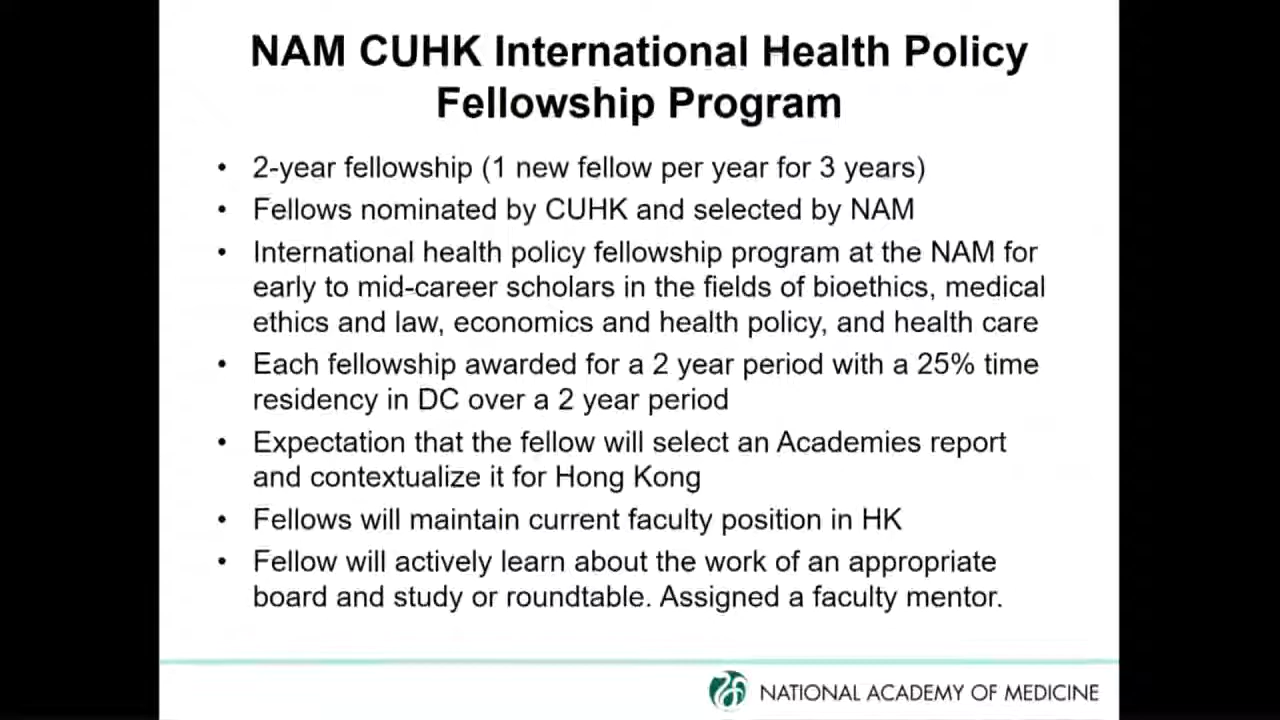 NAM CUHK International Health Policy
Fellowship Program
• 2-year fellowship (1 new fellow per year for 3 years)
• Fellows nominated by CUHK and selected by NAM
• International health policy fellowship program at the NAM for
early to mid-career scholars in the fields of bioethics, medical
ethics and law, economics and health policy, and health care
• Each fellowship awarded for a 2 year period with a 25% time
residency in DC over a 2 year period
• Expectation that the fellow will select an Academies report
and contextualize it for Hong Kong
• Fellows will maintain current faculty position in HK
• Fellow will actively learn about the work of an appropriate
board and study or roundtable. Assigned a faculty mentor.
NATIONAL ACADEMY OF MEDICINE